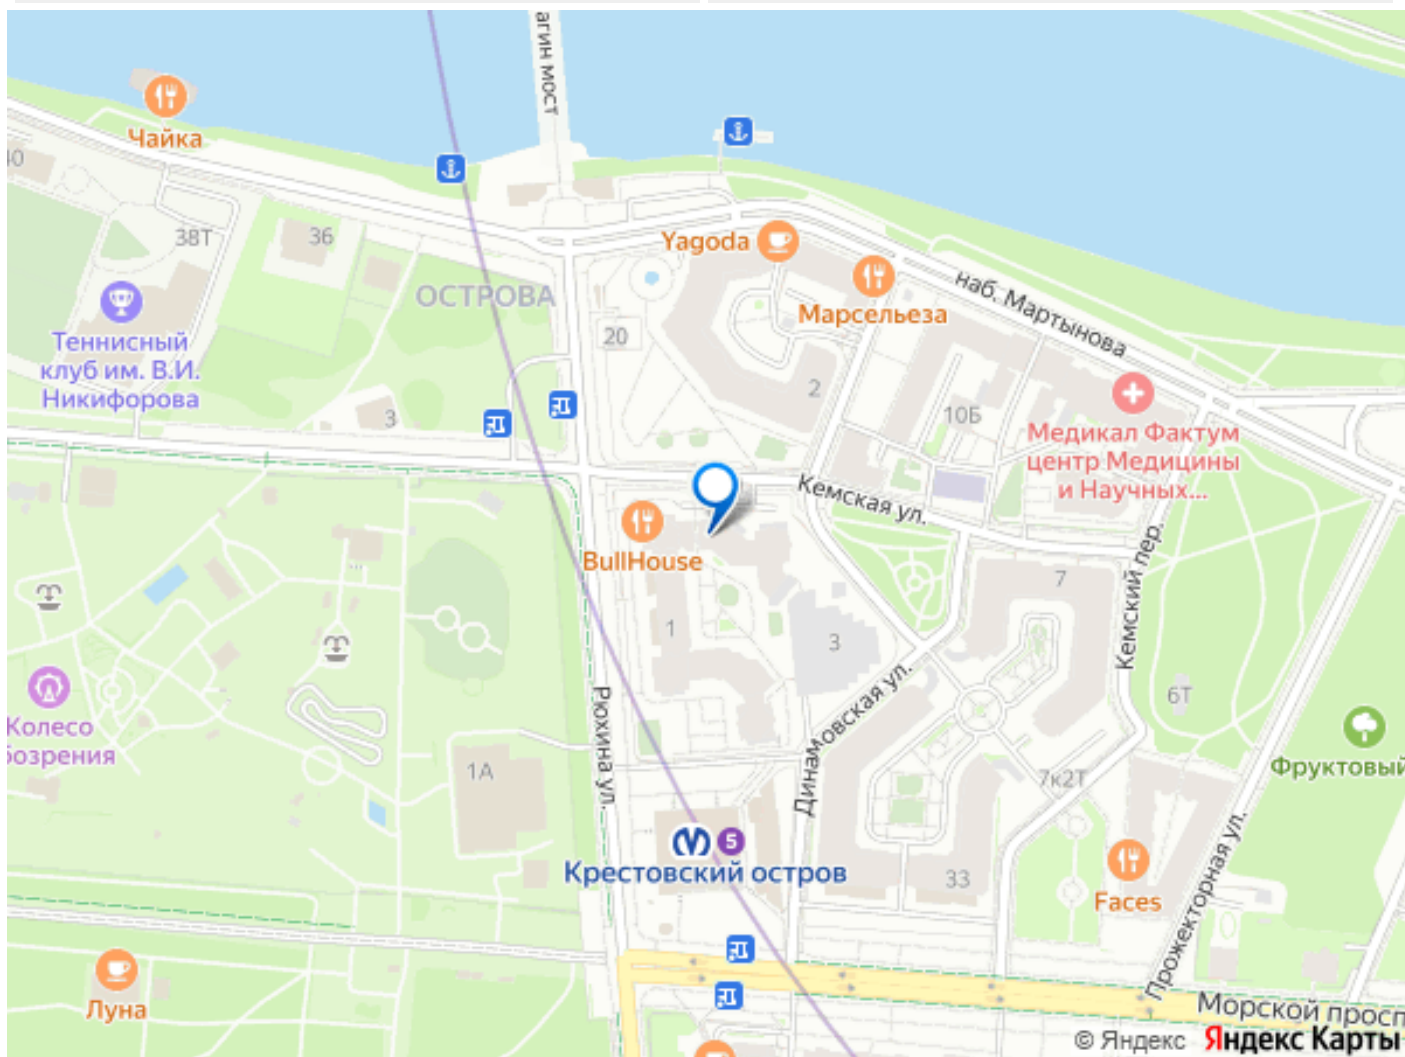 агин мост
Чайка
40
38Т
36
Yagoda
наб. Мартынова
ОСТРОВА
Марсельеза
20
Теннисный
клуб им. В.И.
Никифорова
3
2
10Б
Медикал Фактум
центр Медицины
и Научных...
Кемская ул.
BullHouse
7
Кемский пер.
1
3
Динамовская ул.
6Т
Рюхина ул.
Колесо
бозрения
1А
Фруктовый
7к2Т
5
Крестовский остров
33
Faces
Прожекторная ул.
Луна
Морской просп
© Яндекс Яндекс Карты